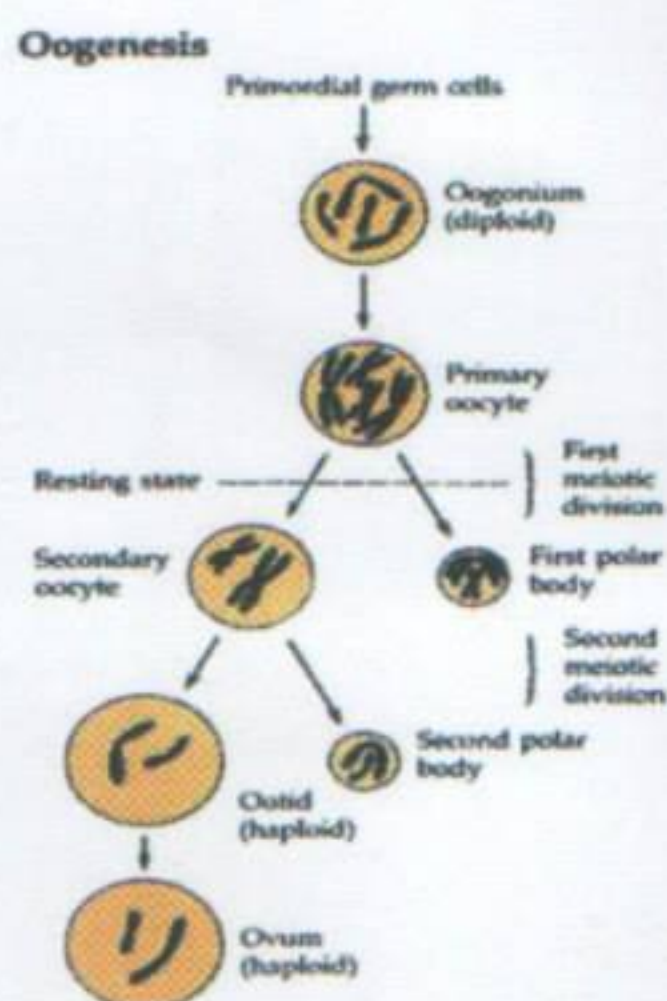 Oogenesis
Primordial germ cells
Oogonium
(diploid)
Primary
oocyte
Resting state
First
meiotic
division
Secondary
oocyte
First polar
body
Second
meiotic
division
Second polar
body
Ootid
(haploid)
Ovum
(haploid)